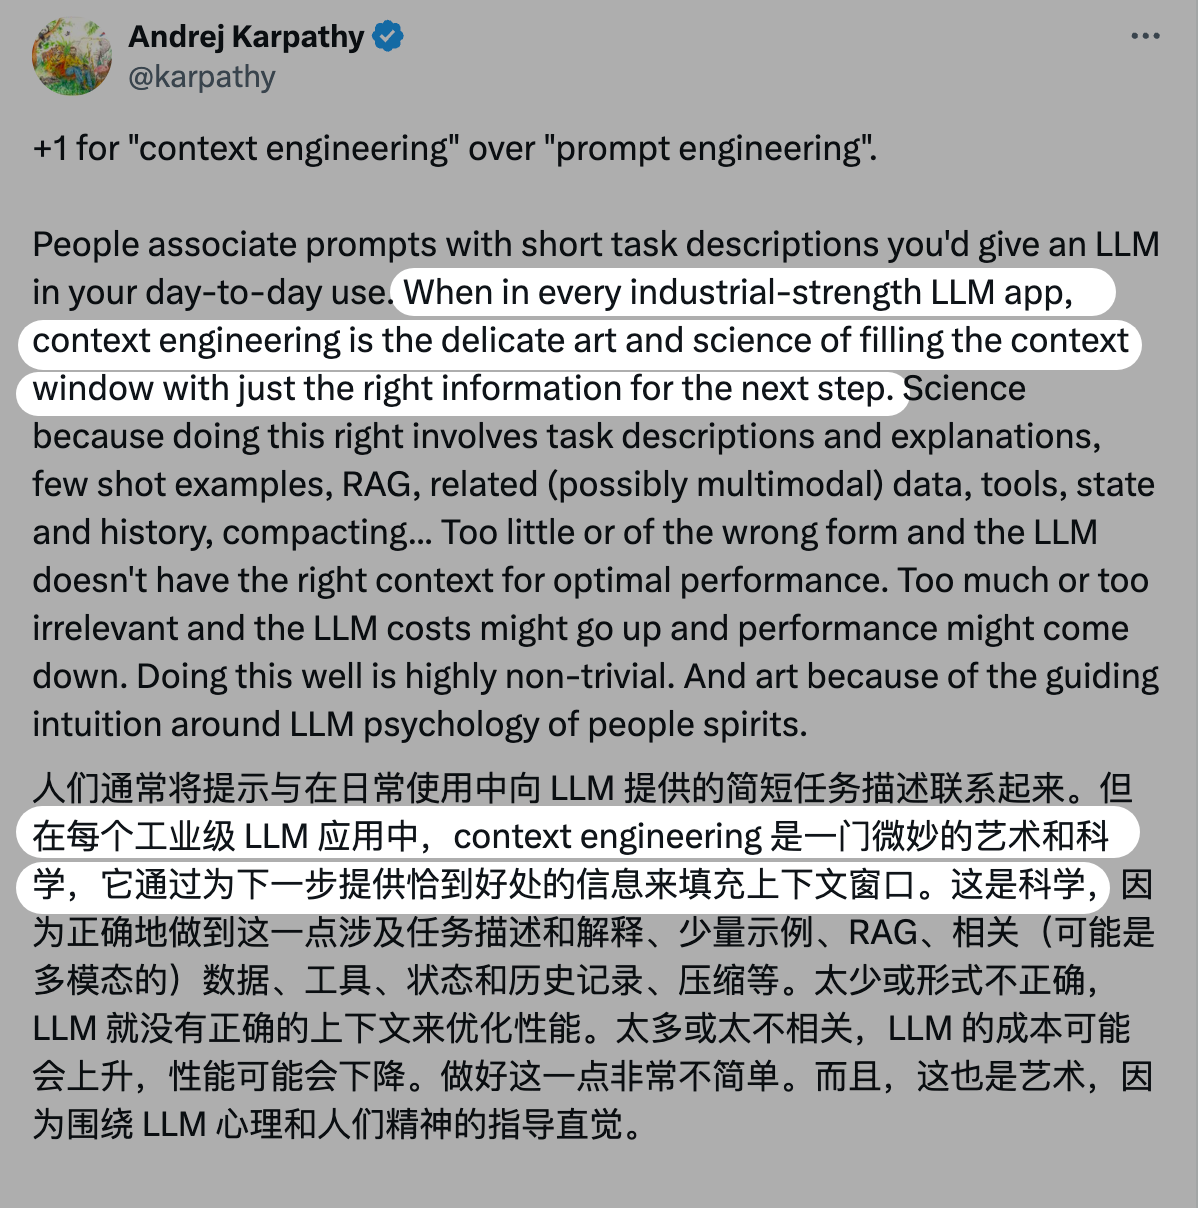 Andrej Karpathy
@karpathy
+1 for "context engineering" over "prompt engineering".
People associate prompts with short task descriptions you'd give an LLM
in your day-to-day use. When in every industrial-strength LLM app,
context engineering is the delicate art and science of filling the context
window with just the right information for the next step. Science
because doing this right involves task descriptions and explanations,
few shot examples, RAG, related (possibly multimodal) data, tools, state
and history, compacting... Too little or of the wrong form and the LLM
doesn't have the right context for optimal performance. Too much or too
irrelevant and the LLM costs might go up and performance might come
down. Doing this well is highly non-trivial. And art because of the guiding
intuition around LLM psychology of people spirits.
人们通常将提示与在日常使用中向 LLM 提供的简短任务描述联系起来。但
在每个工业级 LLM 应用中，context engineering 是一门微妙的艺术和科
学，它通过为下一步提供恰到好处的信息来填充上下文窗口。这是科学，因
为正确地做到这一点涉及任务描述和解释、少量示例、RAG、相关（可能是
多模态的）数据、工具、状态和历史记录、压缩等。太少或形式不正确，
LLM 就没有正确的上下文来优化性能。太多或太不相关，LLM 的成本可能
会上升，性能可能会下降。做好这一点非常不简单。而且，这也是艺术，因
为围绕 LLM 心理和人们精神的指导直觉。